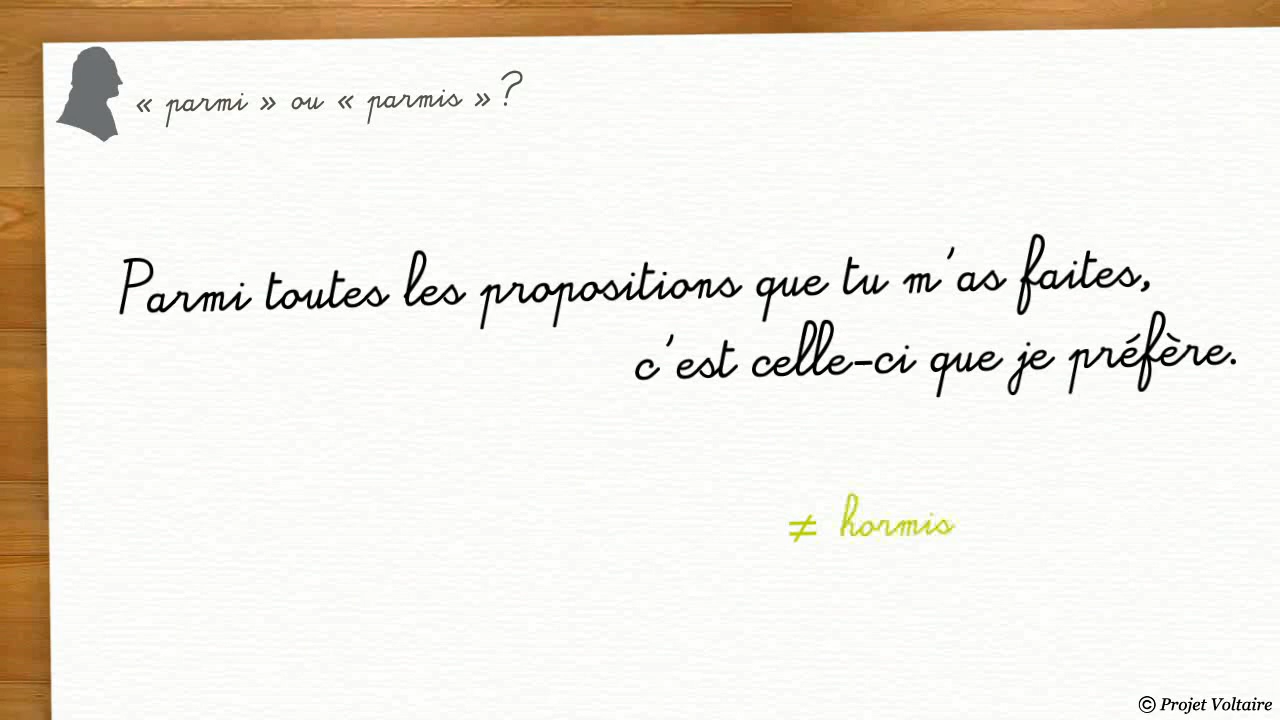 « parmi » ou « parmis » ?
Parmi toutes les propositions que tu m'as faites,
c'est celle-ci que je préfère.
≠ hormis
© Projet Voltaire